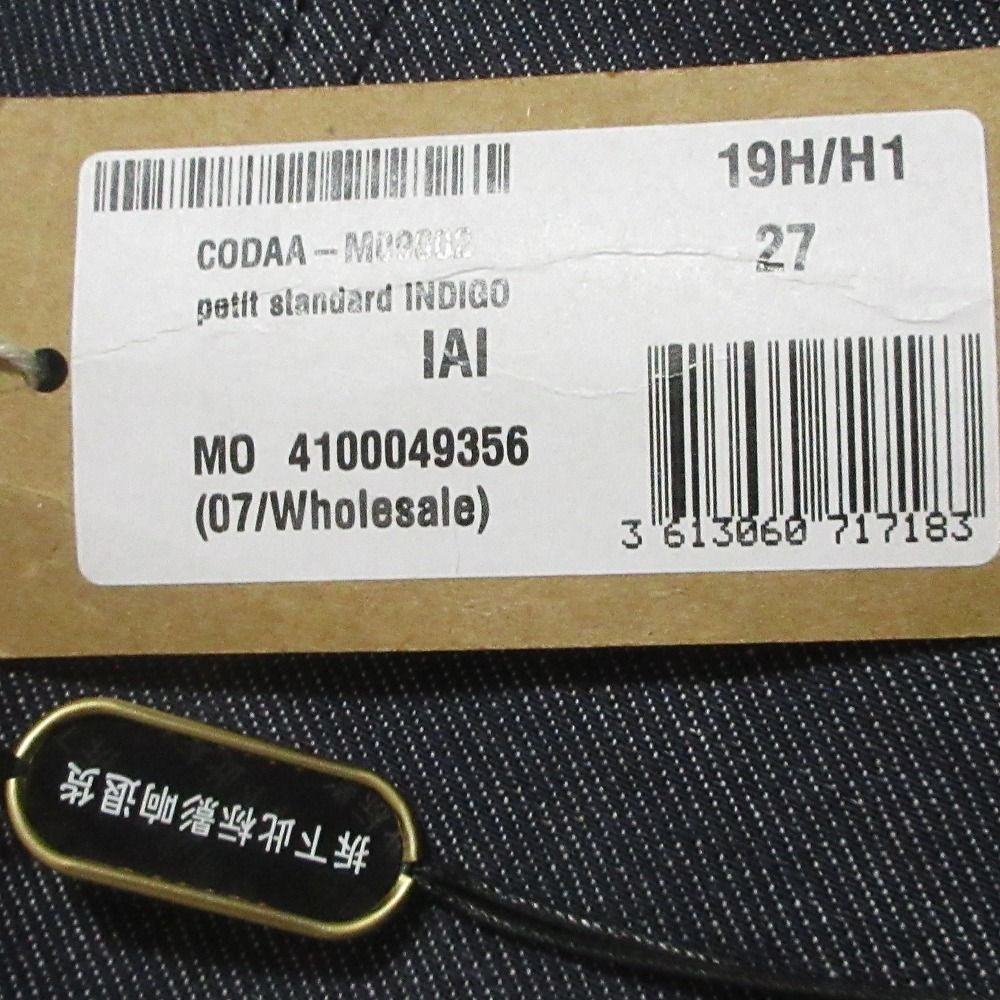 19H/H1
CODAA-M09002
27
petit standard INDIGO
IAI
MO 4100049356
(07/Wholesale)
3 613060 717183
拆下此标影响退货